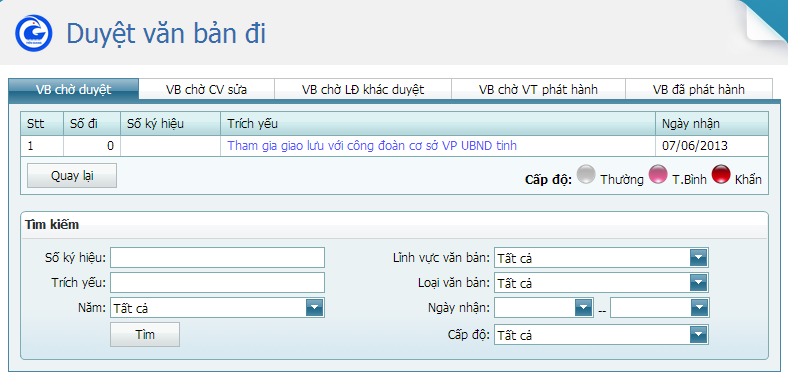 Duyệt văn bản đi
VB chờ duyệt VB chờ CV sửa VB chờ LĐ khác duyệt VB chờ VT phát hành VB đã phát hành
Stt Số đi Số ký hiệu Trích yếu Ngày nhận
1 0 Tham gia giao lưu với công đoàn cơ sở VP UBND tỉnh 07/06/2013
Quay lại Cấp độ: Thường T.Bình Khẩn
Tìm kiếm
Số ký hiệu: Lĩnh vực văn bản: Tất cả
Trích yếu: Loại văn bản: Tất cả
Năm: Tất cả Ngày nhận: --
Tìm Cấp độ: Tất cả